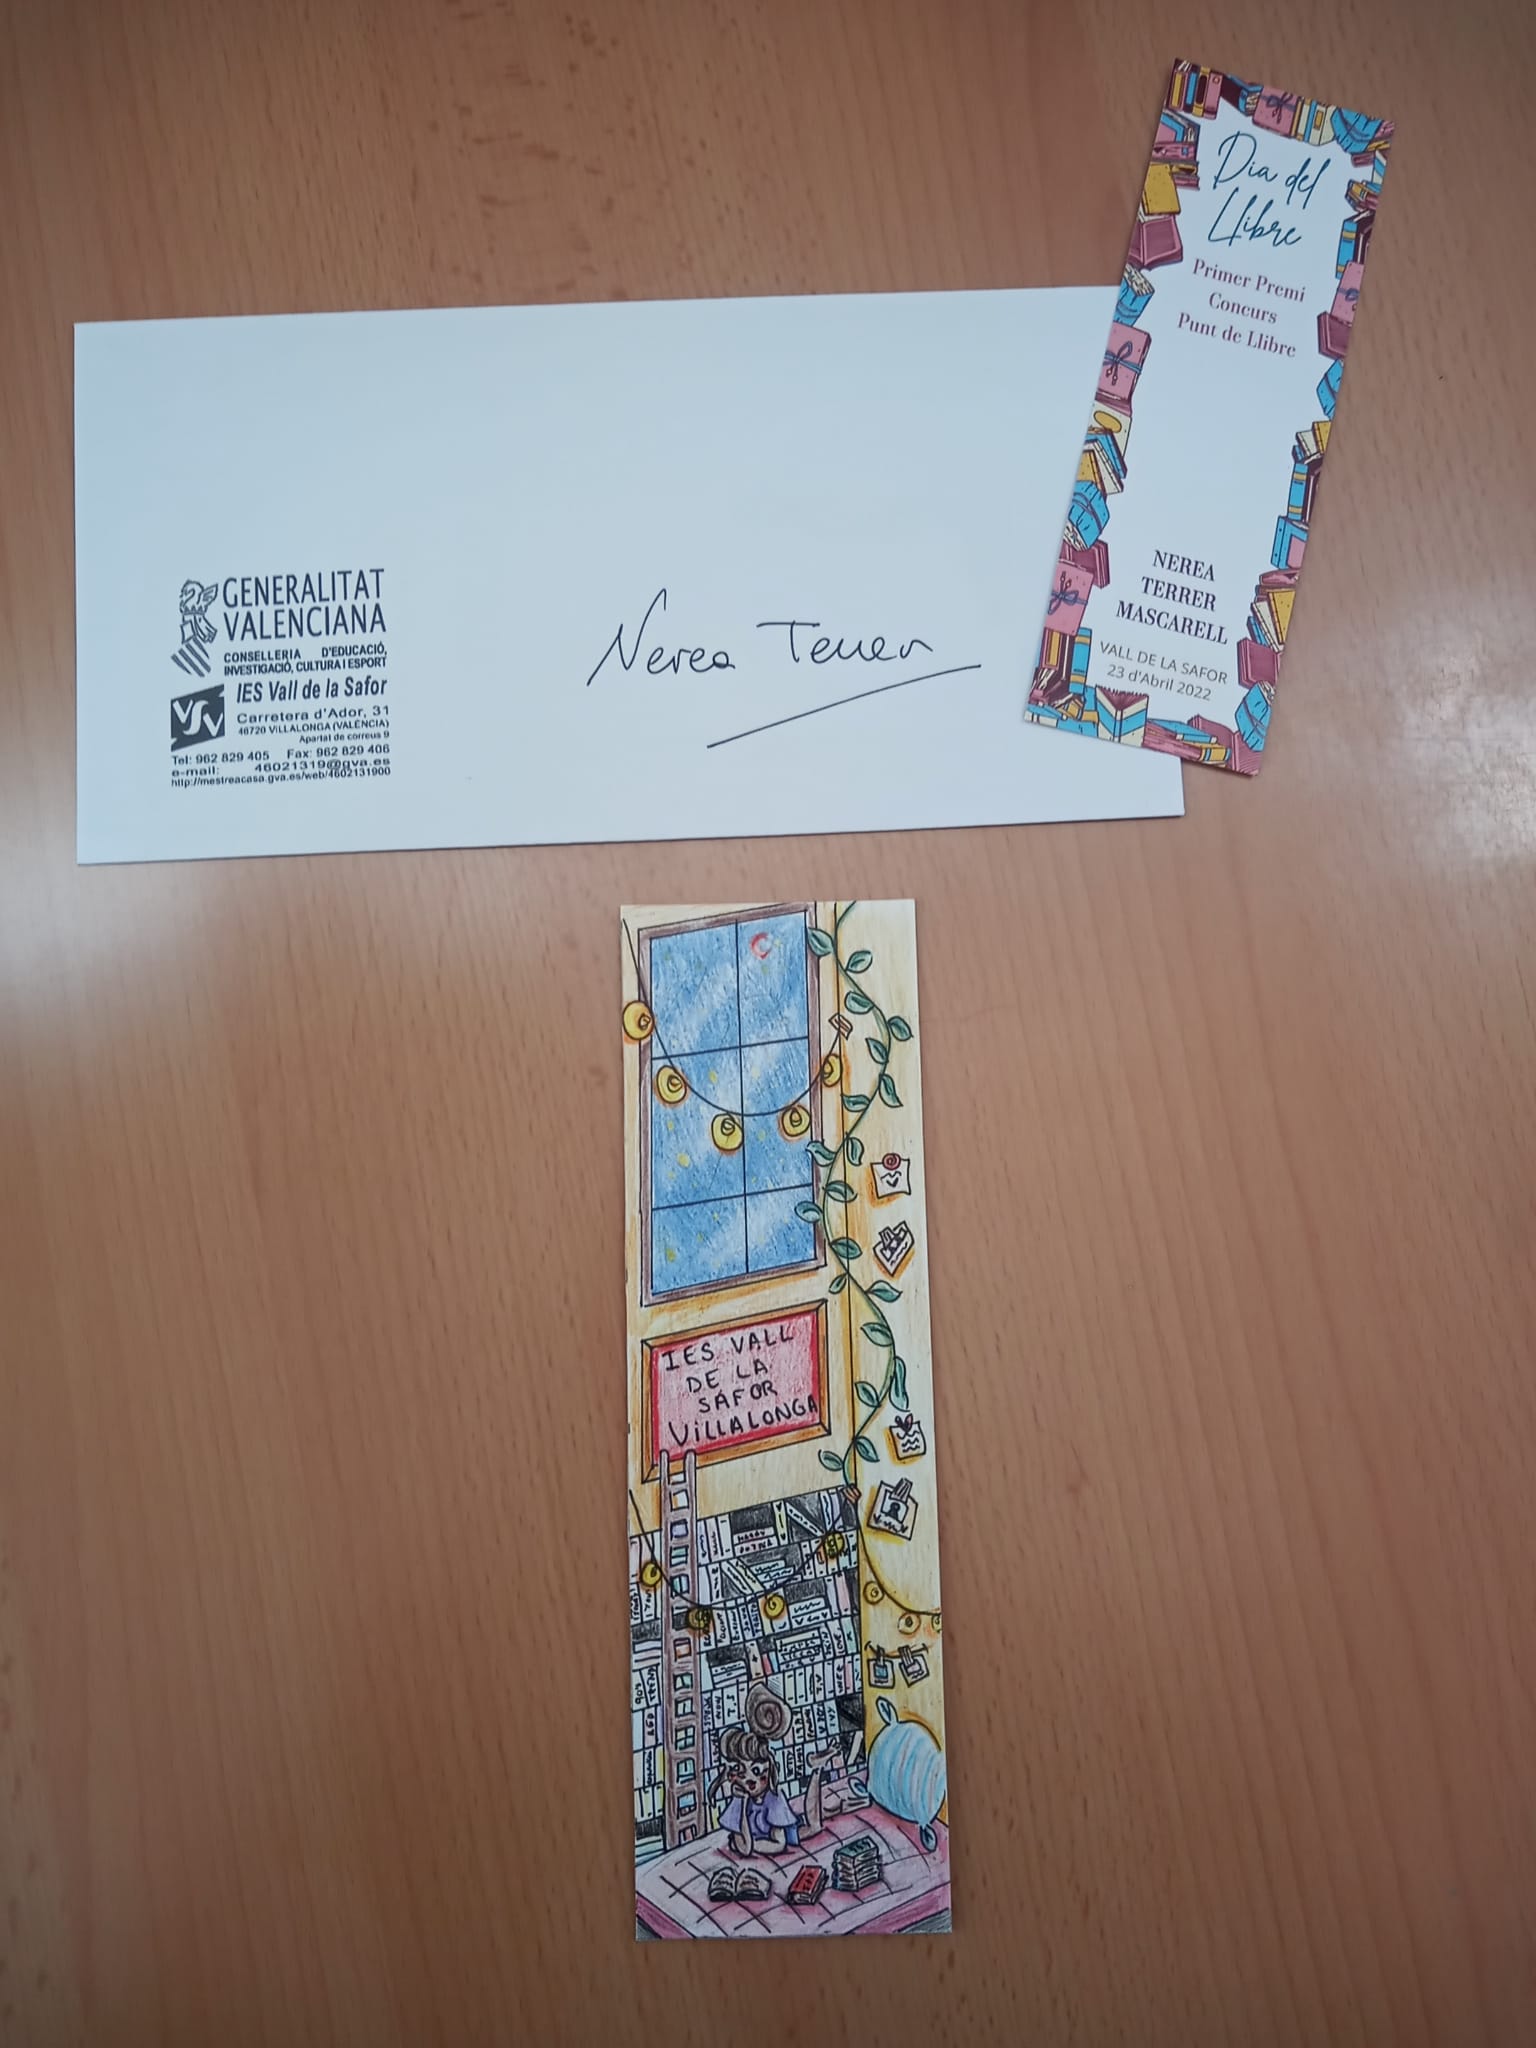 GENERALITAT
VALENCIANA
CONSELLERIA D'EDUCACIÓ,
INVESTIGACIÓ, CULTURA I ESPORT
VSV
IES Vall de la Safor
Carretera d'Ador, 31
46720 VILLALONGA (VALÈNCIA)
Apartat de correus 9
Tel: 962 829 405 Fax: 962 829 406
e-mail: 46021319@gva.es
http://mestreacasa.gva.es/web/4602131900
Nerea Terrer
Dia del
Llibre
Primer Premi
Concurs
Punt de Llibre
NEREA
TERRER
MASCARELL
VALL DE LA SAFOR
23 d'Abril 2022
IES VALL
DE LA
SAFOR
VILLALONGA